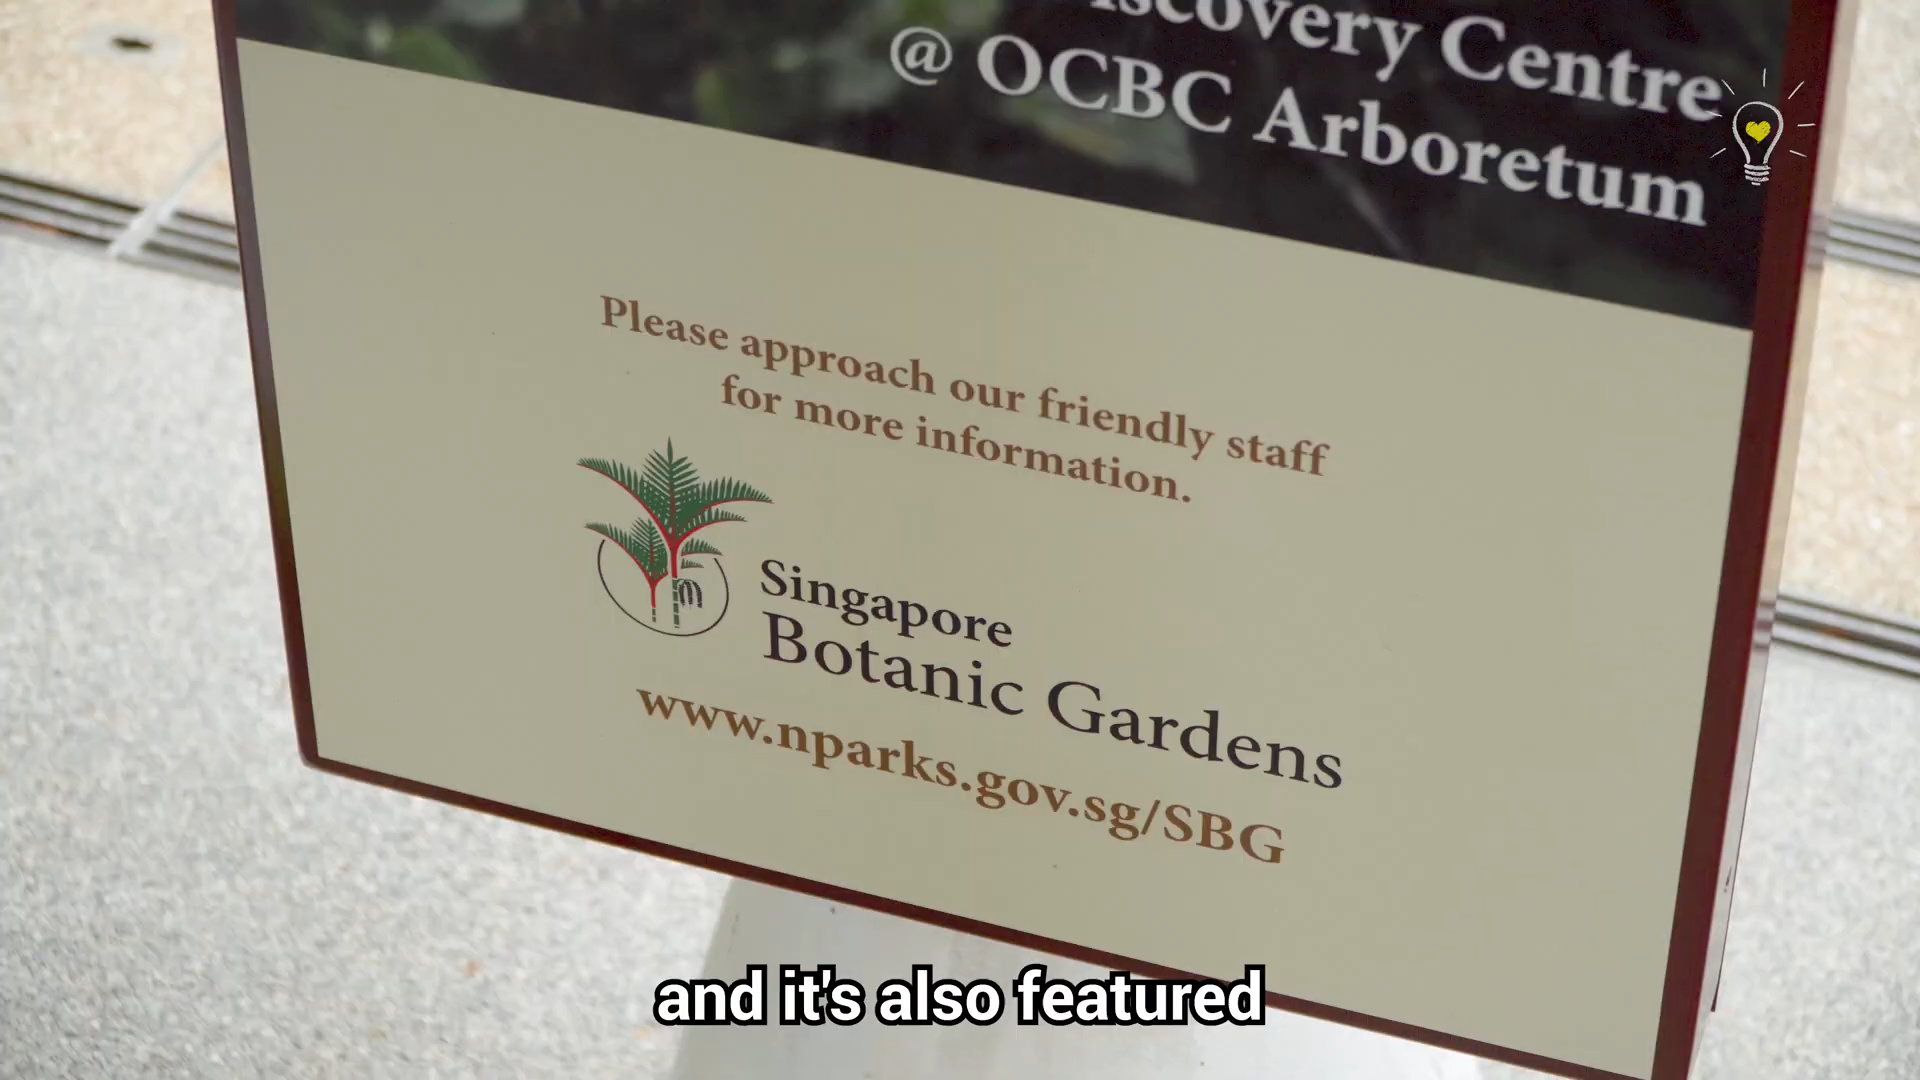 Centre
@ OCBC Arboretum
Please approach our friendly staff
for more information.
Singapore
Botanic Gardens
www.nparks.gov.sg/SBG
and it's also featured